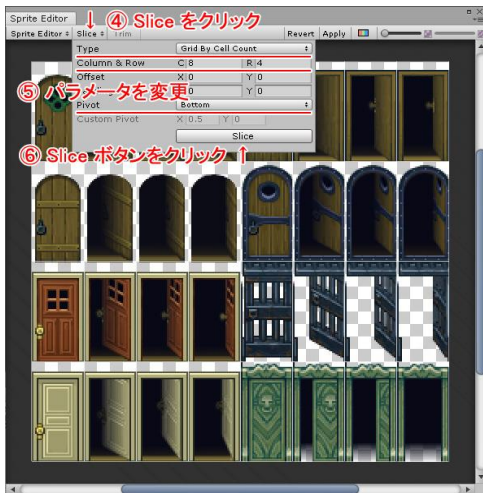 Sprite Editor
↓ ④ Slice をクリック
Sprite Editor Slice Trim Revert Apply
Type Grid By Cell Count
Column & Row C 8 R 4
Offset X 0 Y 0
⑤ パラメータを変更 0 Y 0
Pivot Bottom
Custom Pivot X 0.5 Y 0
Slice
⑥ Slice ボタンをクリック ↑